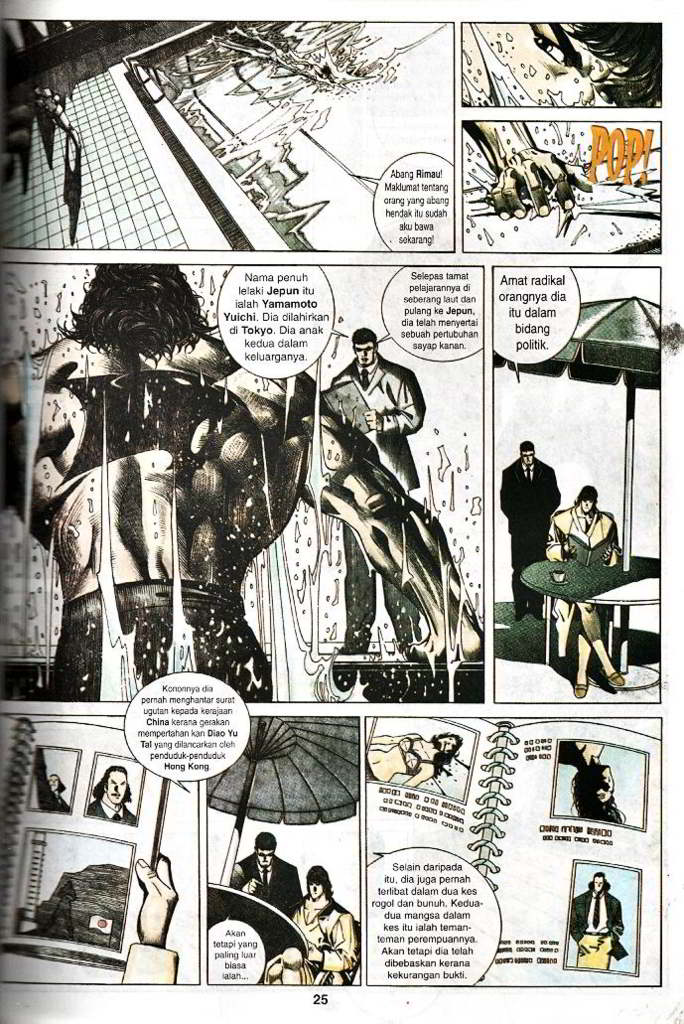 Abang Rimau!
Maklumat tentang
orang yang abang
hendak itu sudah
aku bawa
sekarang!
POP!
Nama penuh
lelaki Jepun itu
ialah Yamamoto
Yuichi. Dia dilahirkan
di Tokyo. Dia anak
kedua dalam
keluarganya.
Selepas tamat
pelajarannya di
seberang laut dan
pulang ke Jepun,
dia telah menyertai
sebuah pertubuhan
sayap kanan.
Amat radikal
orangnya dia
itu dalam
bidang
politik.
Kononnya dia
pernah menghantar surat
ugutan kepada kerajaan
China kerana gerakan
mempertahan kan Diao Yu
Tal yang dilancarkan oleh
penduduk-penduduk
Hong Kong
Akan
tetapi yang
paling luar
biasa
ialah...
Selain daripada
itu, dia juga pernah
terlibat dalam dua kes
rogol dan bunuh. Kedua-
dua mangsa dalam
kes itu ialah teman-
teman perempuannya.
Akan tetapi dia telah
dibebaskan kerana
kekurangan bukti.
25